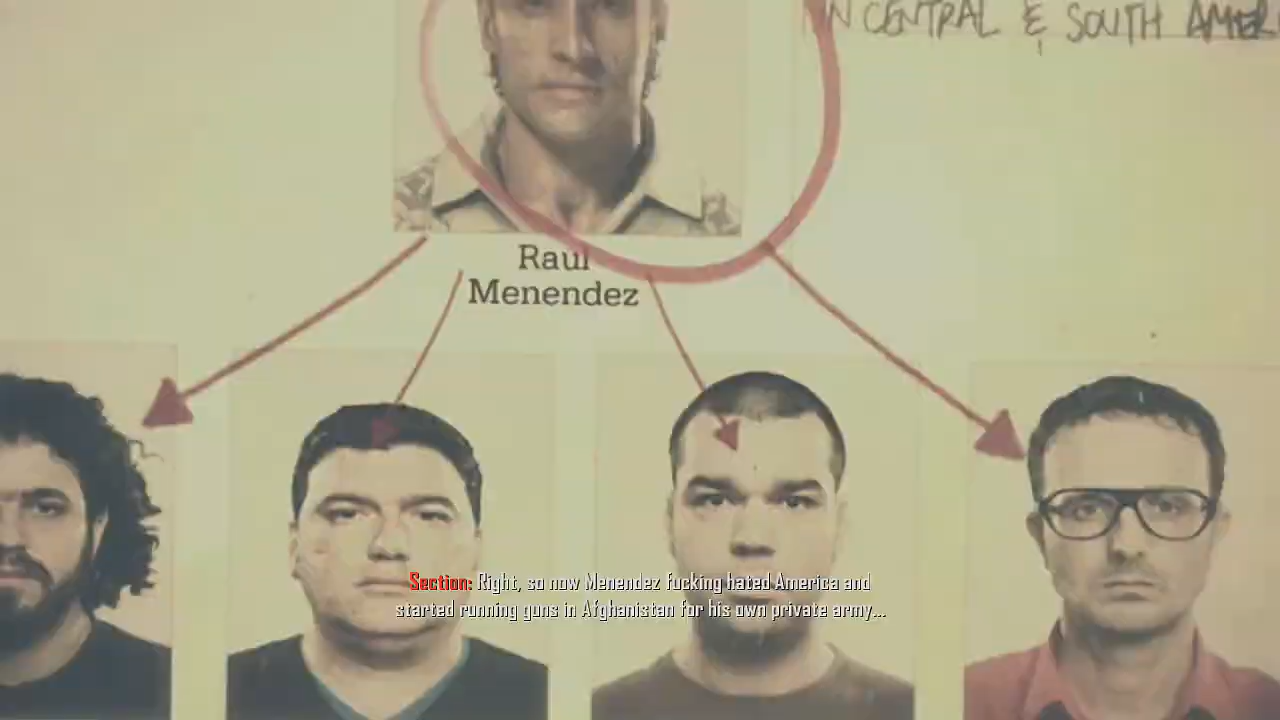 IN CENTRAL & SOUTH AMER
Raul
Menendez
Section: Right, so now Menendez fucking hated America and
started running guns in Afghanistan for his own private army...